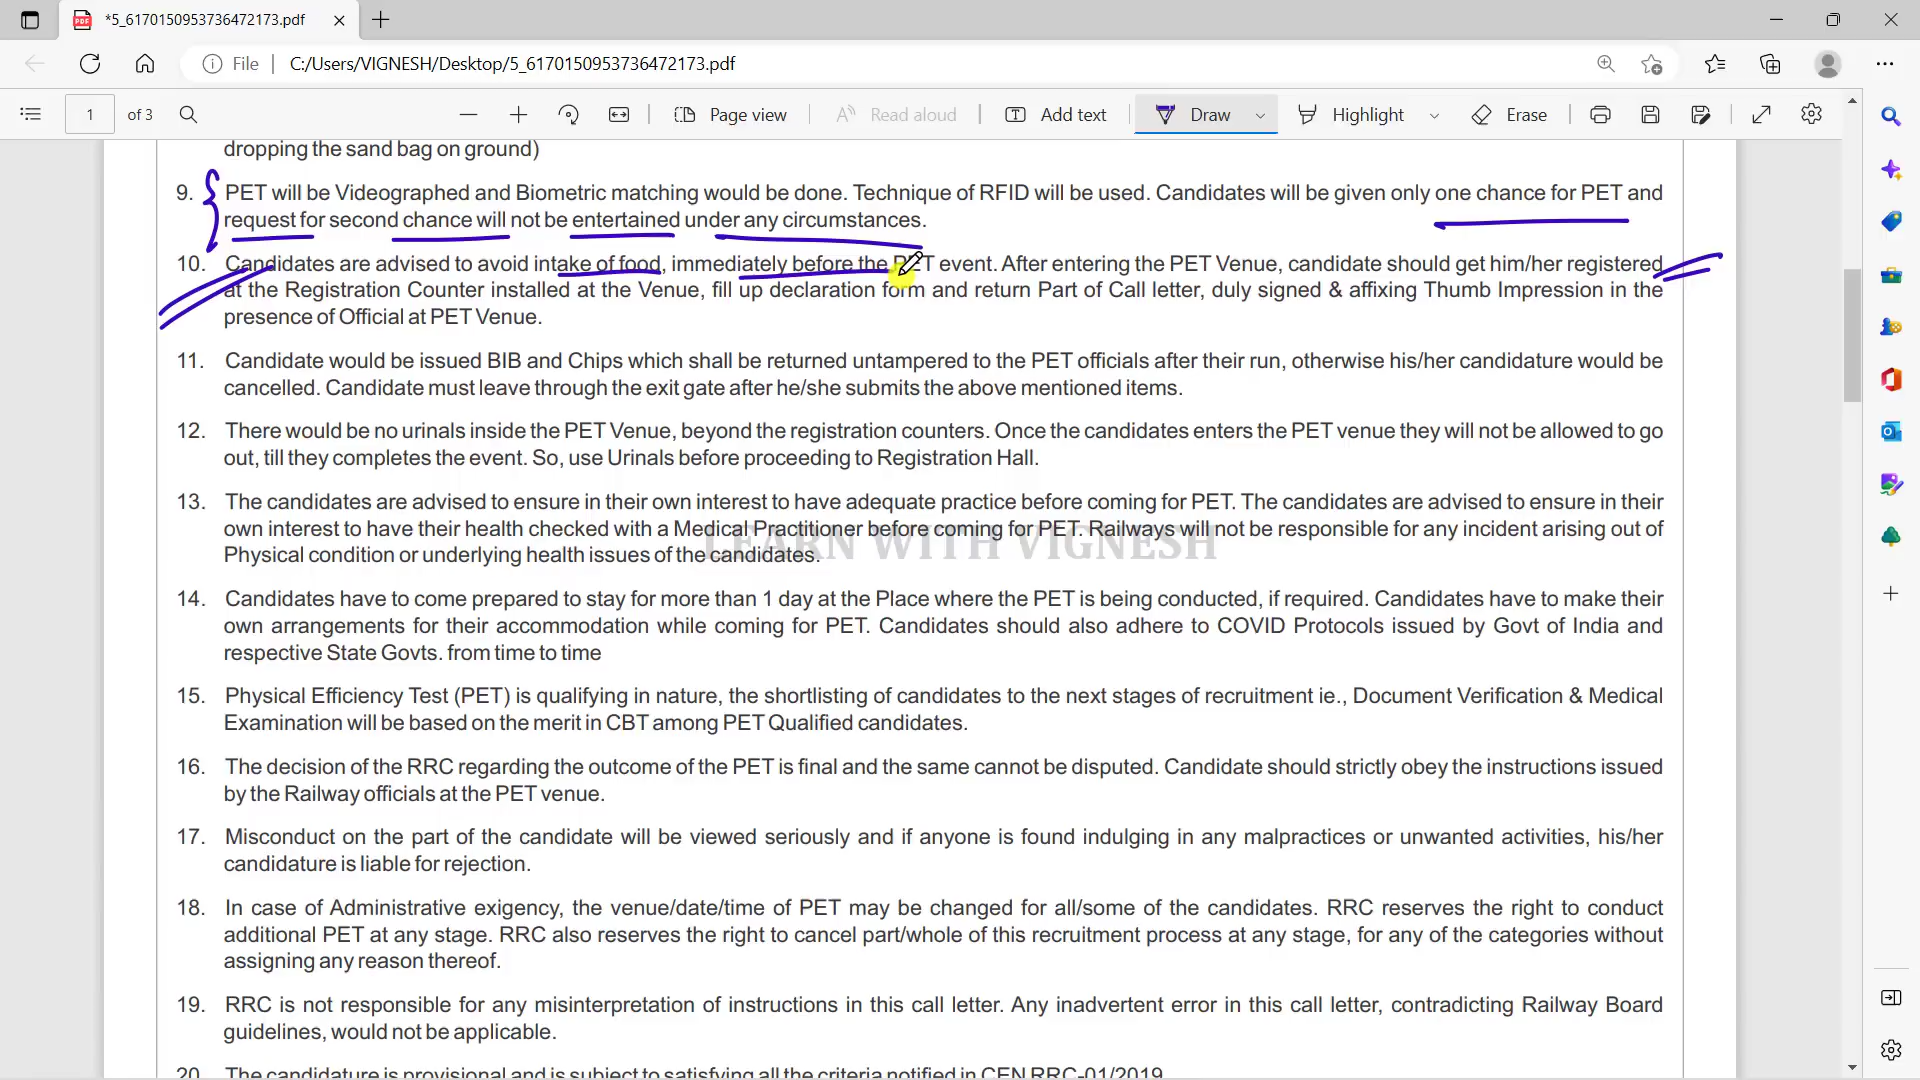 *5_6170150953736472173.pdf
File
C:/Users/VIGNESH/Desktop/5_6170150953736472173.pdf
1 of 3
Page view
Read aloud
Add text
Draw
Highlight
Erase
dropping the sand bag on ground)
9. PET will be Videographed and Biometric matching would be done. Technique of RFID will be used. Candidates will be given only one chance for PET and
request for second chance will not be entertained under any circumstances.
10. Candidates are advised to avoid intake of food, immediately before the PET event. After entering the PET Venue, candidate should get him/her registered
at the Registration Counter installed at the Venue, fill up declaration form and return Part of Call letter, duly signed & affixing Thumb Impression in the
presence of Official at PET Venue.
11. Candidate would be issued BIB and Chips which shall be returned untampered to the PET officials after their run, otherwise his/her candidature would be
cancelled. Candidate must leave through the exit gate after he/she submits the above mentioned items.
12. There would be no urinals inside the PET Venue, beyond the registration counters. Once the candidates enters the PET venue they will not be allowed to go
out, till they completes the event. So, use Urinals before proceeding to Registration Hall.
13. The candidates are advised to ensure in their own interest to have adequate practice before coming for PET. The candidates are advised to ensure in their
own interest to have their health checked with a Medical Practitioner before coming for PET. Railways will not be responsible for any incident arising out of
LEARN WITH VIGNESH
Physical condition or underlying health issues of the candidates.
14. Candidates have to come prepared to stay for more than 1 day at the Place where the PET is being conducted, if required. Candidates have to make their
own arrangements for their accommodation while coming for PET. Candidates should also adhere to COVID Protocols issued by Govt of India and
respective State Govts. from time to time
15. Physical Efficiency Test (PET) is qualifying in nature, the shortlisting of candidates to the next stages of recruitment ie., Document Verification & Medical
Examination will be based on the merit in CBT among PET Qualified candidates.
16. The decision of the RRC regarding the outcome of the PET is final and the same cannot be disputed. Candidate should strictly obey the instructions issued
by the Railway officials at the PET venue.
17. Misconduct on the part of the candidate will be viewed seriously and if anyone is found indulging in any malpractices or unwanted activities, his/her
candidature is liable for rejection.
18. In case of Administrative exigency, the venue/date/time of PET may be changed for all/some of the candidates. RRC reserves the right to conduct
additional PET at any stage. RRC also reserves the right to cancel part/whole of this recruitment process at any stage, for any of the categories without
assigning any reason thereof.
19. RRC is not responsible for any misinterpretation of instructions in this call letter. Any inadvertent error in this call letter, contradicting Railway Board
guidelines, would not be applicable.
20. The candidature is provisional and is subject to satisfying all the criteria notified in CEN RRC-01/2019